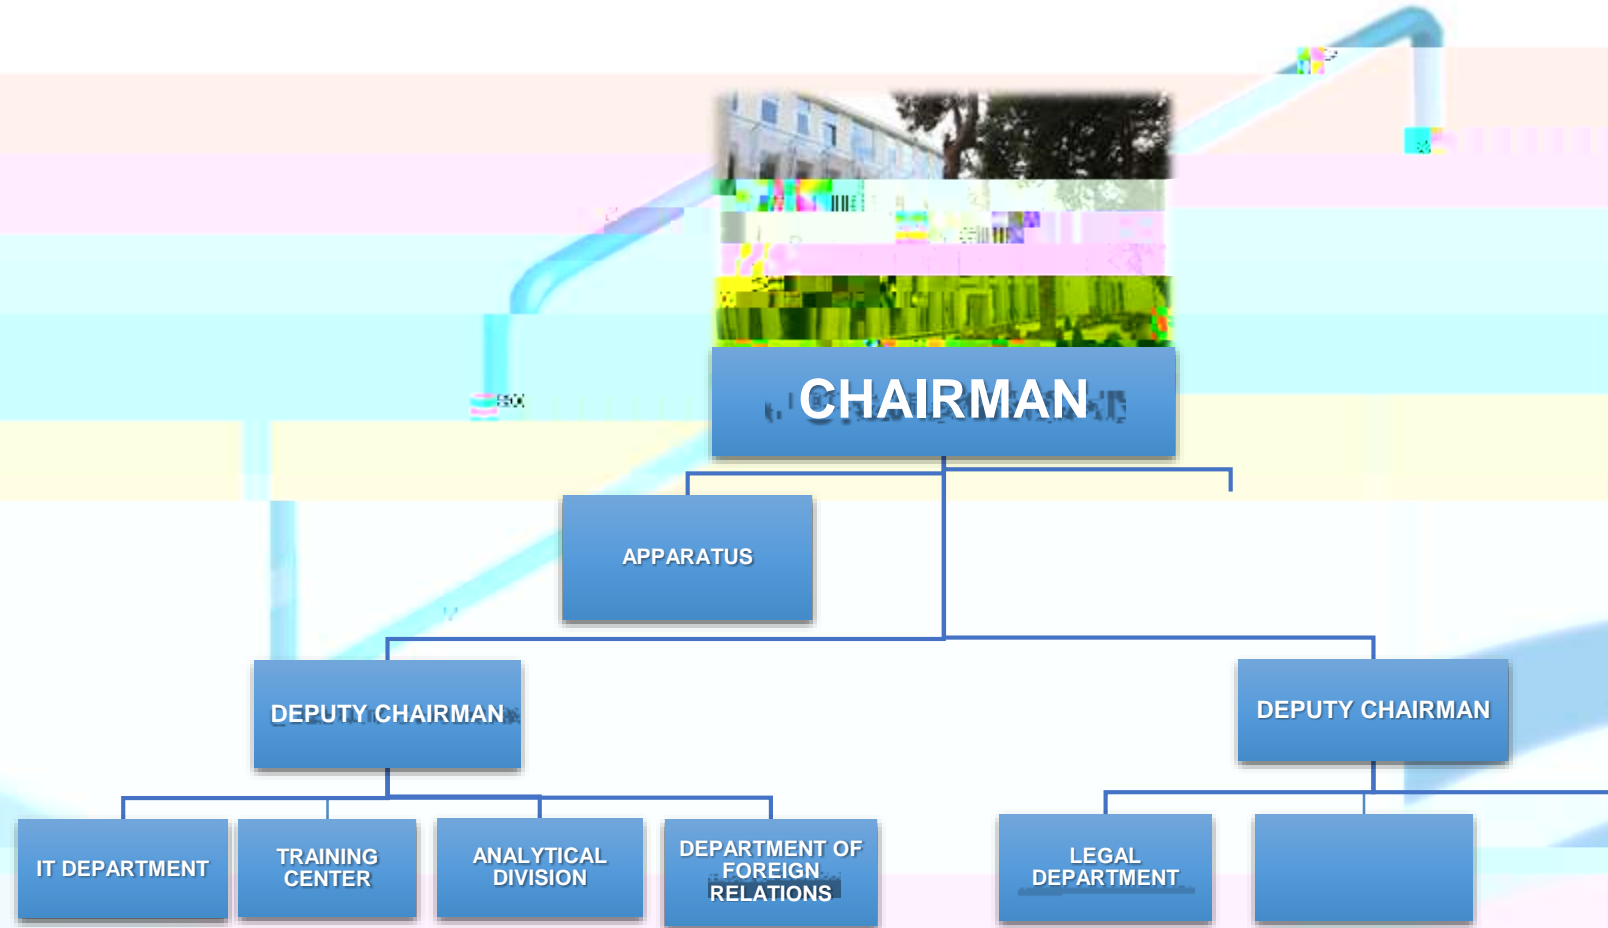 CHAIRMAN
APPARATUS
DEPUTY CHAIRMAN
DEPUTY CHAIRMAN
IT DEPARTMENT
TRAINING
CENTER
ANALYTICAL
DIVISION
DEPARTMENT OF
FOREIGN
RELATIONS
LEGAL
DEPARTMENT